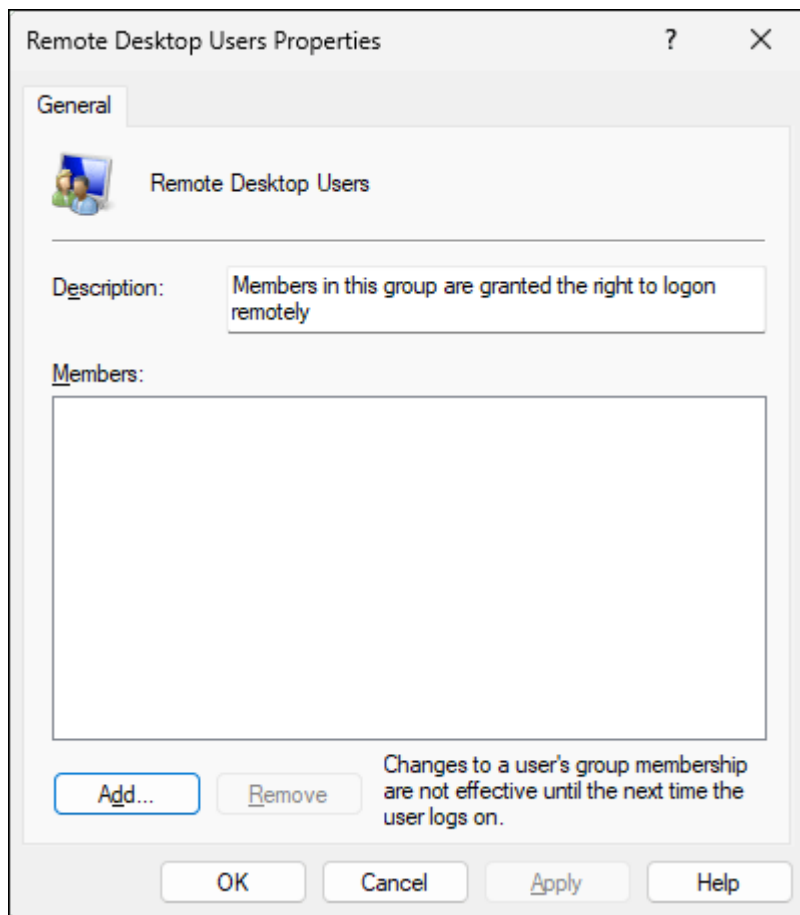 Remote Desktop Users Properties
?
General
Remote Desktop Users
Description:
Members in this group are granted the right to logon
remotely
Members:
Add...
Remove
Changes to a user's group membership
are not effective until the next time the
user logs on.
OK
Cancel
Apply
Help